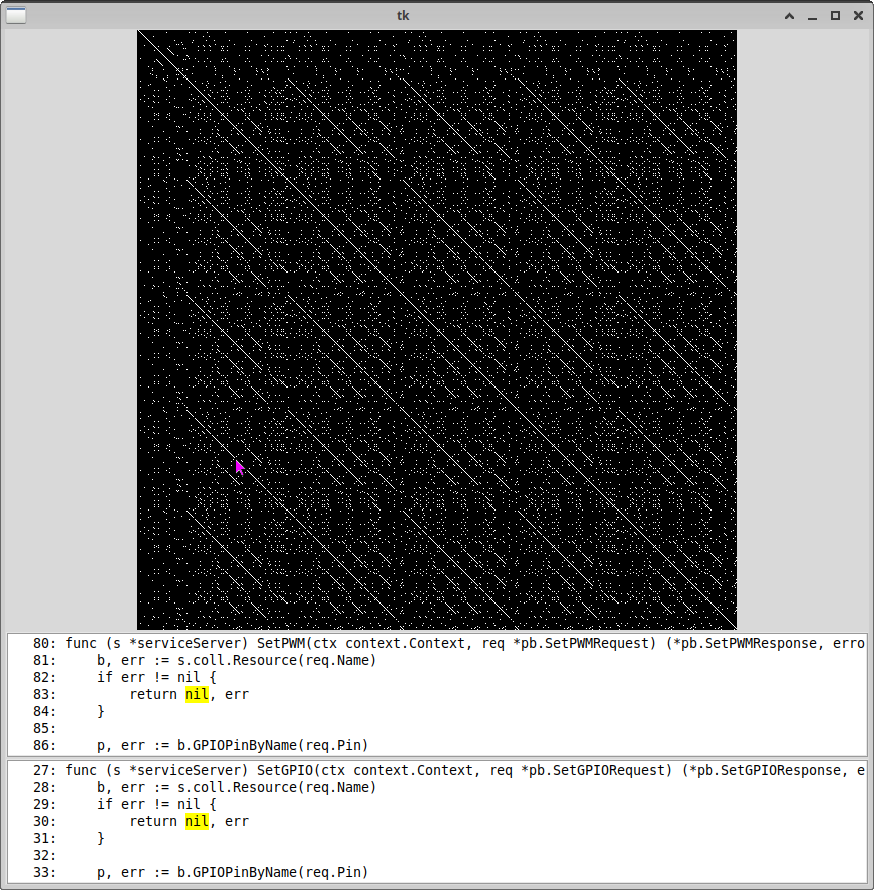 tk
80: func (s *serviceServer) SetPWM(ctx context.Context, req *pb.SetPWMRequest) (*pb.SetPWMResponse, erro
81:     b, err := s.coll.Resource(req.Name)
82:     if err != nil {
83:         return nil, err
84:     }
85:
86:     p, err := b.GPIOPinByName(req.Pin)
27: func (s *serviceServer) SetGPIO(ctx context.Context, req *pb.SetGPIORequest) (*pb.SetGPIOResponse, e
28:     b, err := s.coll.Resource(req.Name)
29:     if err != nil {
30:         return nil, err
31:     }
32:
33:     p, err := b.GPIOPinByName(req.Pin)